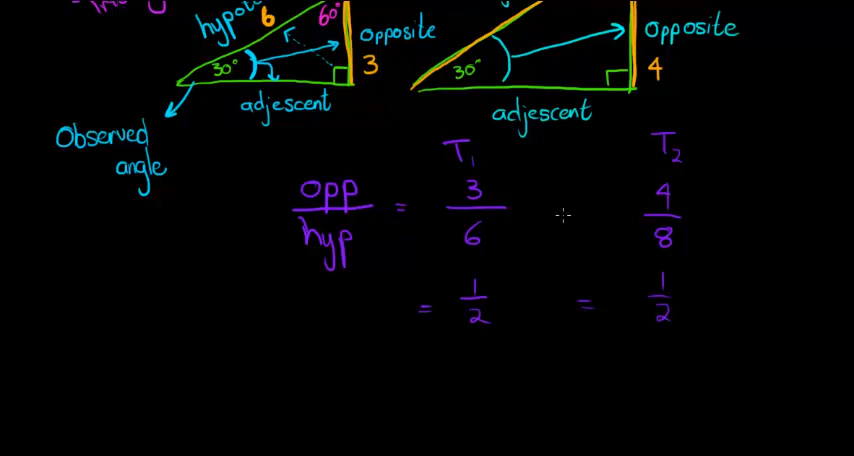 hypot
6
60°
30°
opposite
3
adjescent
Observed
angle
30°
opposite
4
adjescent
T1
T2
opp
hyp
=
3
6
4
8
= 1
2
= 1
2